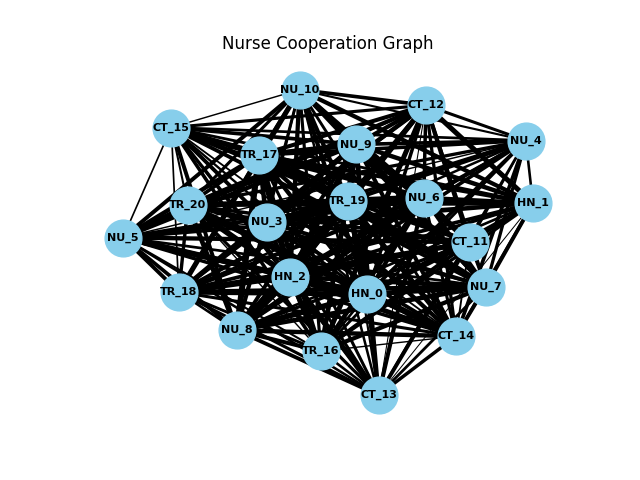 Nurse Cooperation Graph
NU_10
CT_12
CT_15
NU_4
NU_9
TR_17
NU_6
TR_19
HN_1
TR_20
NU_3
NU_5
CT_11
HN_2
NU_7
TR_18
HN_0
NU_8
CT_14
TR_16
CT_13